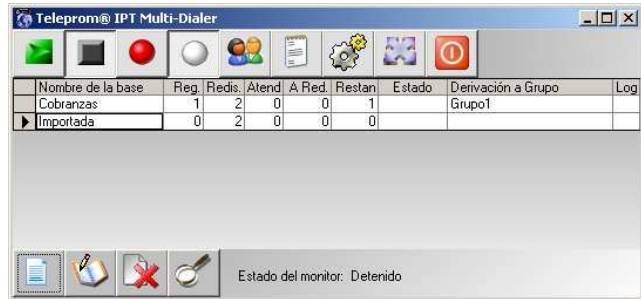 Teleprom® IPT Multi-Dialer
Nombre de la base Reg. Redis. Atend A Red. Restan Estado Derivación a Grupo Log
Cobranzas 1 2 0 0 1 Grupo1
Importada 0 2 0 0 0
Estado del monitor: Detenido